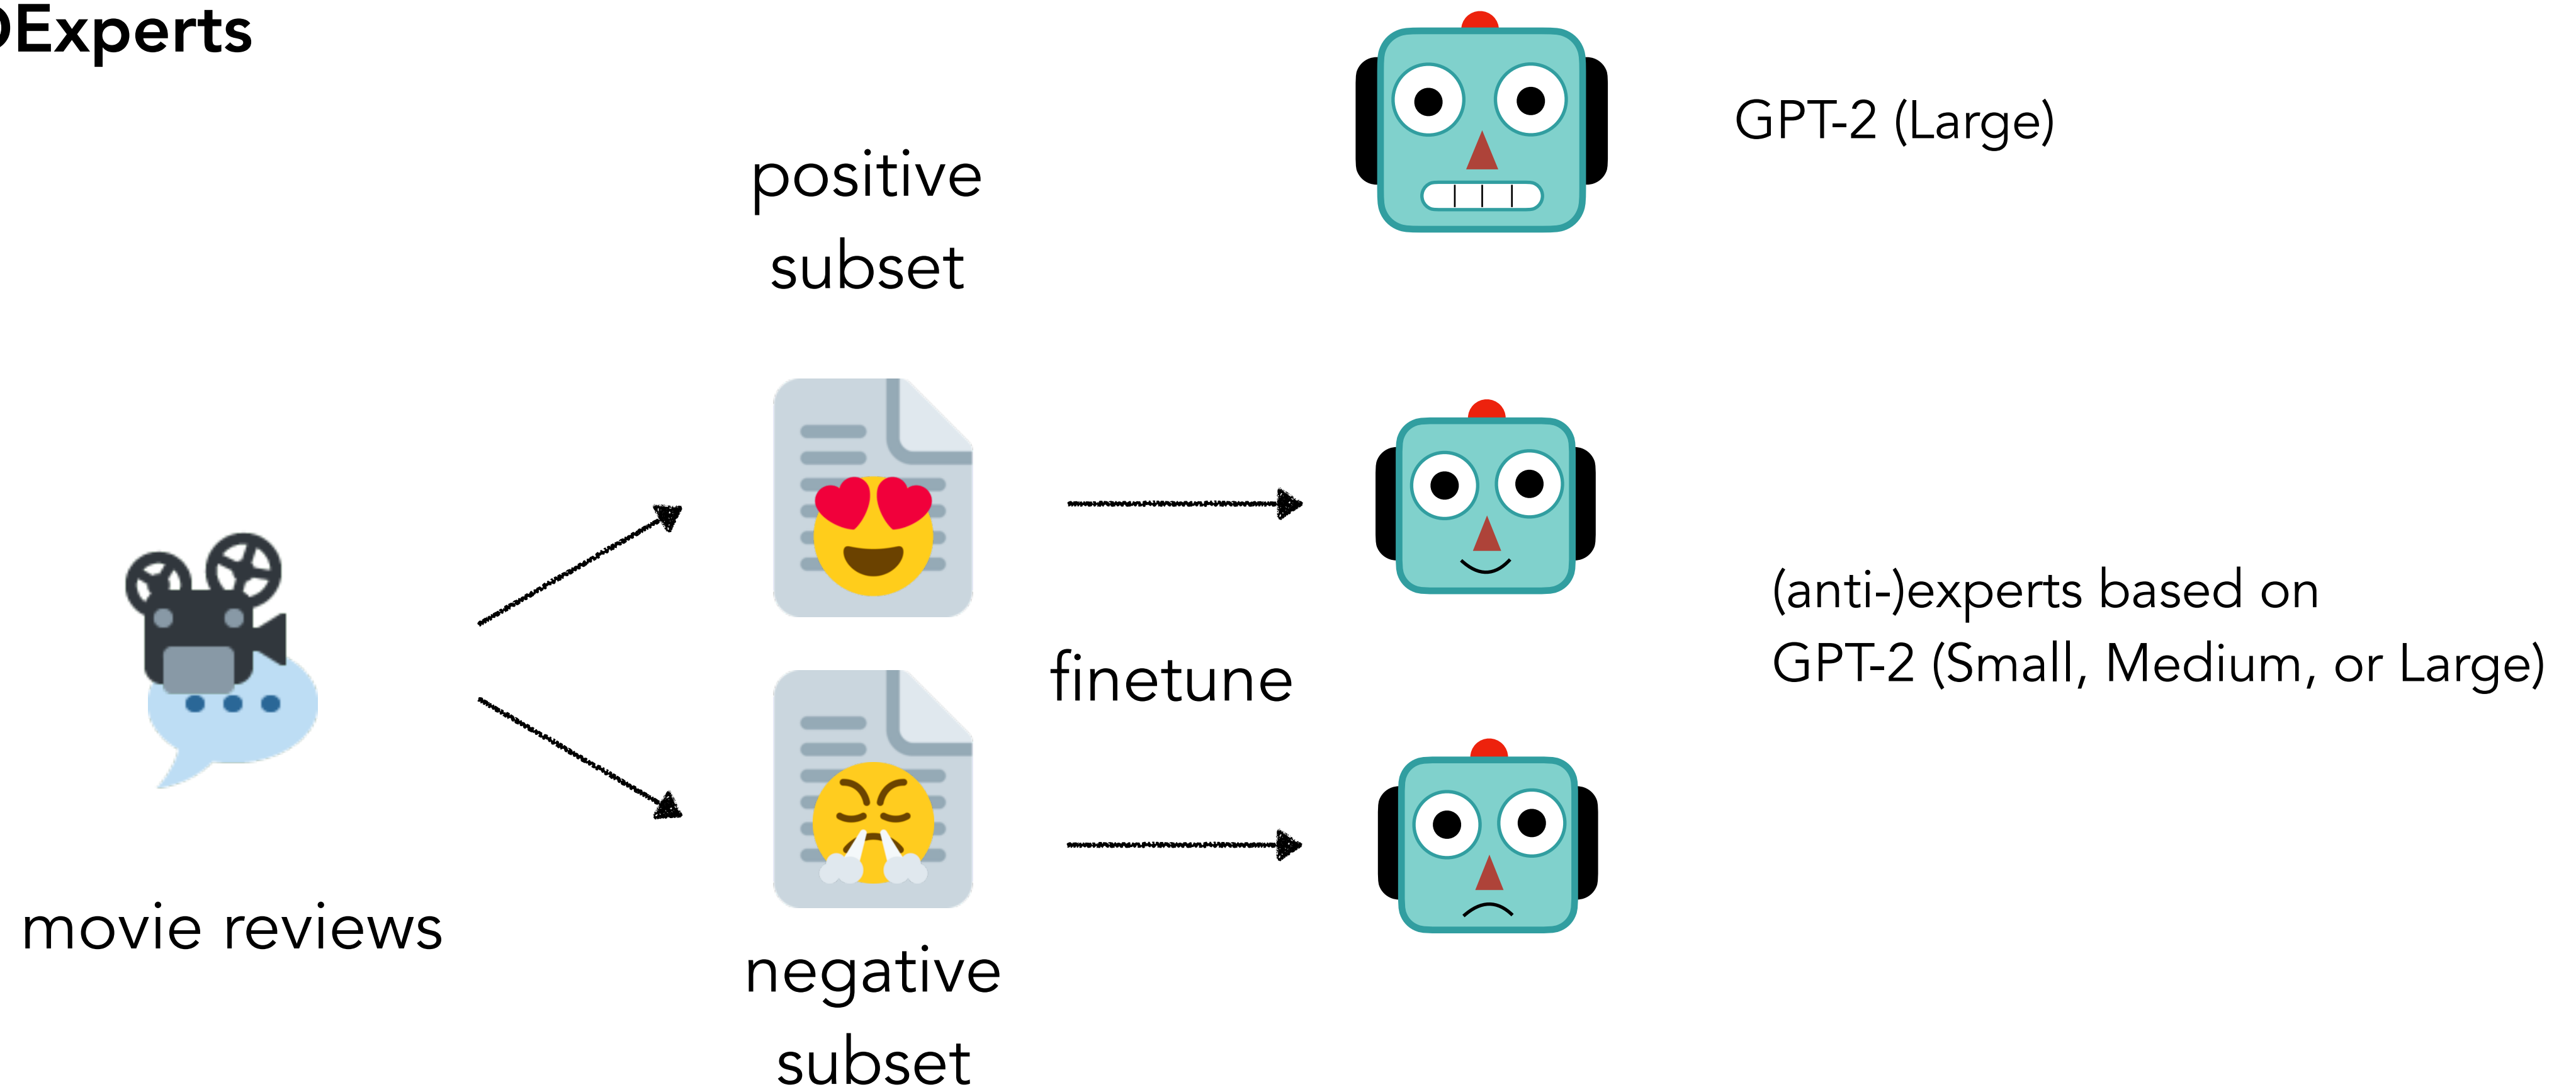 DExperts
GPT-2 (Large)
positive
subset
(anti-)experts based on
GPT-2 (Small, Medium, or Large)
finetune
movie reviews
negative
subset